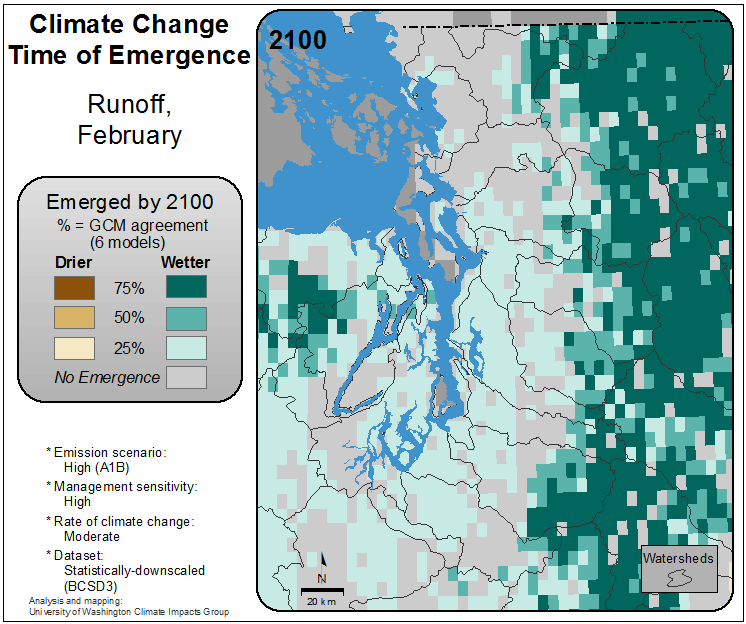 Climate Change
Time of Emergence
Runoff,
February
Emerged by 2100
% = GCM agreement
(6 models)
Drier Wetter
75%
50%
25%
No Emergence
* Emission scenario:
High (A1B)
* Management sensitivity:
High
* Rate of climate change:
Moderate
* Dataset:
Statistically-downscaled
(BCSD3)
Analysis and mapping:
University of Washington Climate Impacts Group
2100
N
20 km
Watersheds